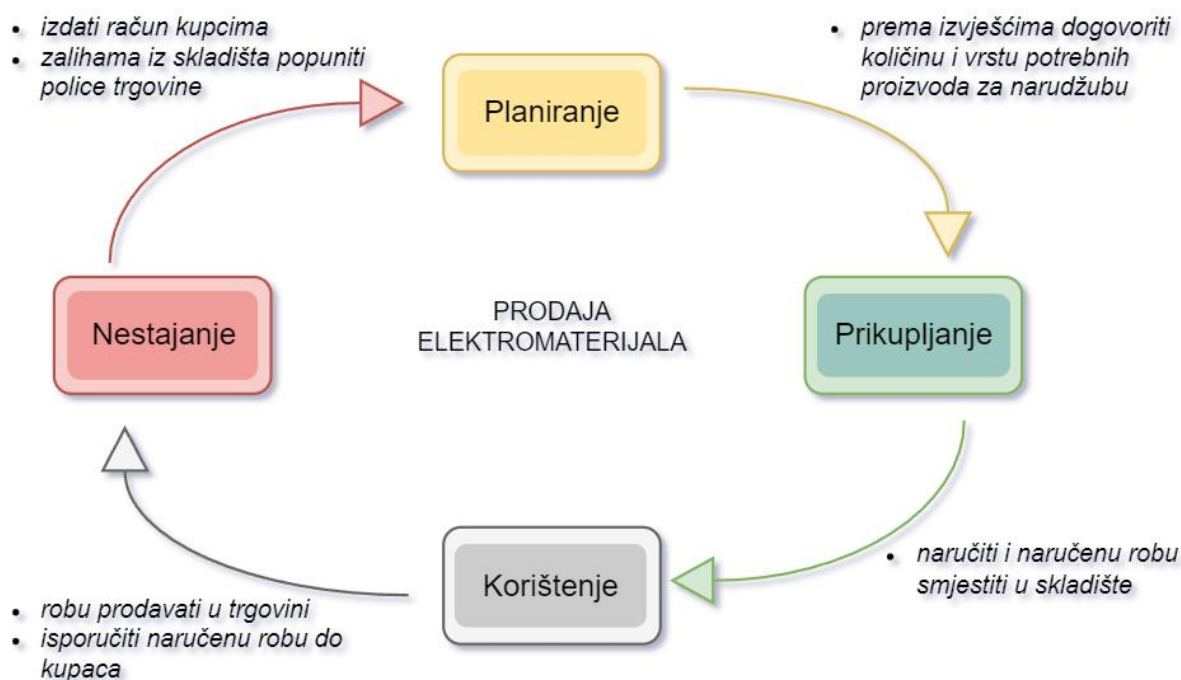 • izdati račun kupcima
• zalihama iz skladišta popuniti
police trgovine
• prema izvješćima dogovoriti
količinu i vrstu potrebnih
proizvoda za narudžubu
Planiranje
Nestajanje
PRODAJA
ELEKTROMATERIJALA
Prikupljanje
Korištenje
• naručiti i naručenu robu
smjestiti u skladište
• robu prodavati u trgovini
• isporučiti naručenu robu do
kupaca